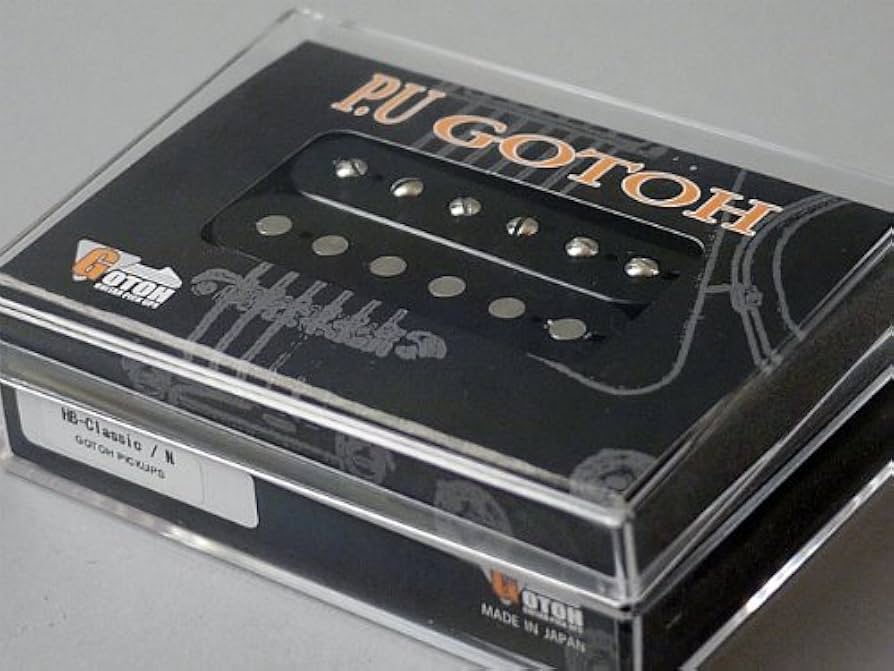 P.U GOTOH
GOTOH
HB-Classic / N
GOTOH PICKUPS
GOTOH
MADE IN JAPAN